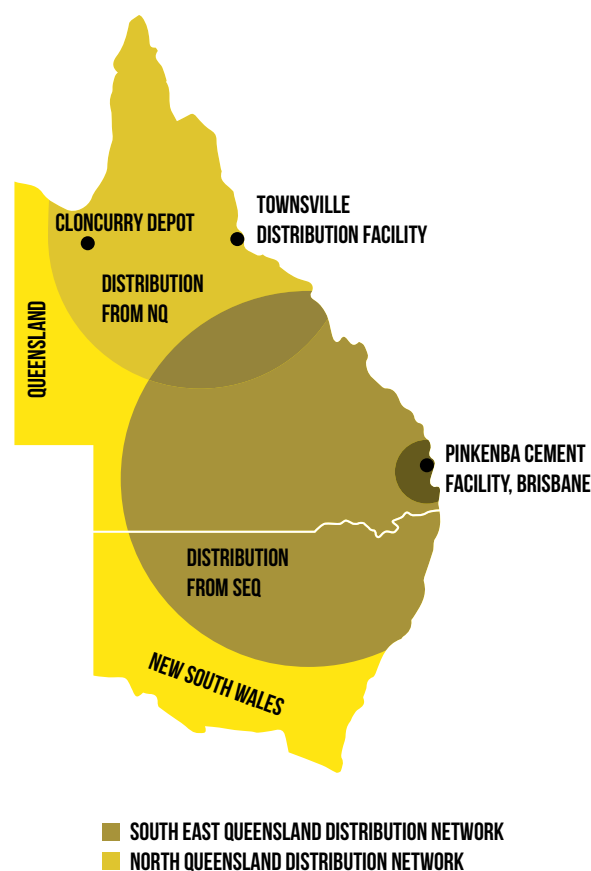 TOWNSVILLE
DISTRIBUTION FACILITY
CLONCURRY DEPOT
DISTRIBUTION
FROM NQ
QUEENSLAND
PINKENBA CEMENT
FACILITY, BRISBANE
DISTRIBUTION
FROM SEQ
NEW SOUTH WALES
SOUTH EAST QUEENSLAND DISTRIBUTION NETWORK
NORTH QUEENSLAND DISTRIBUTION NETWORK